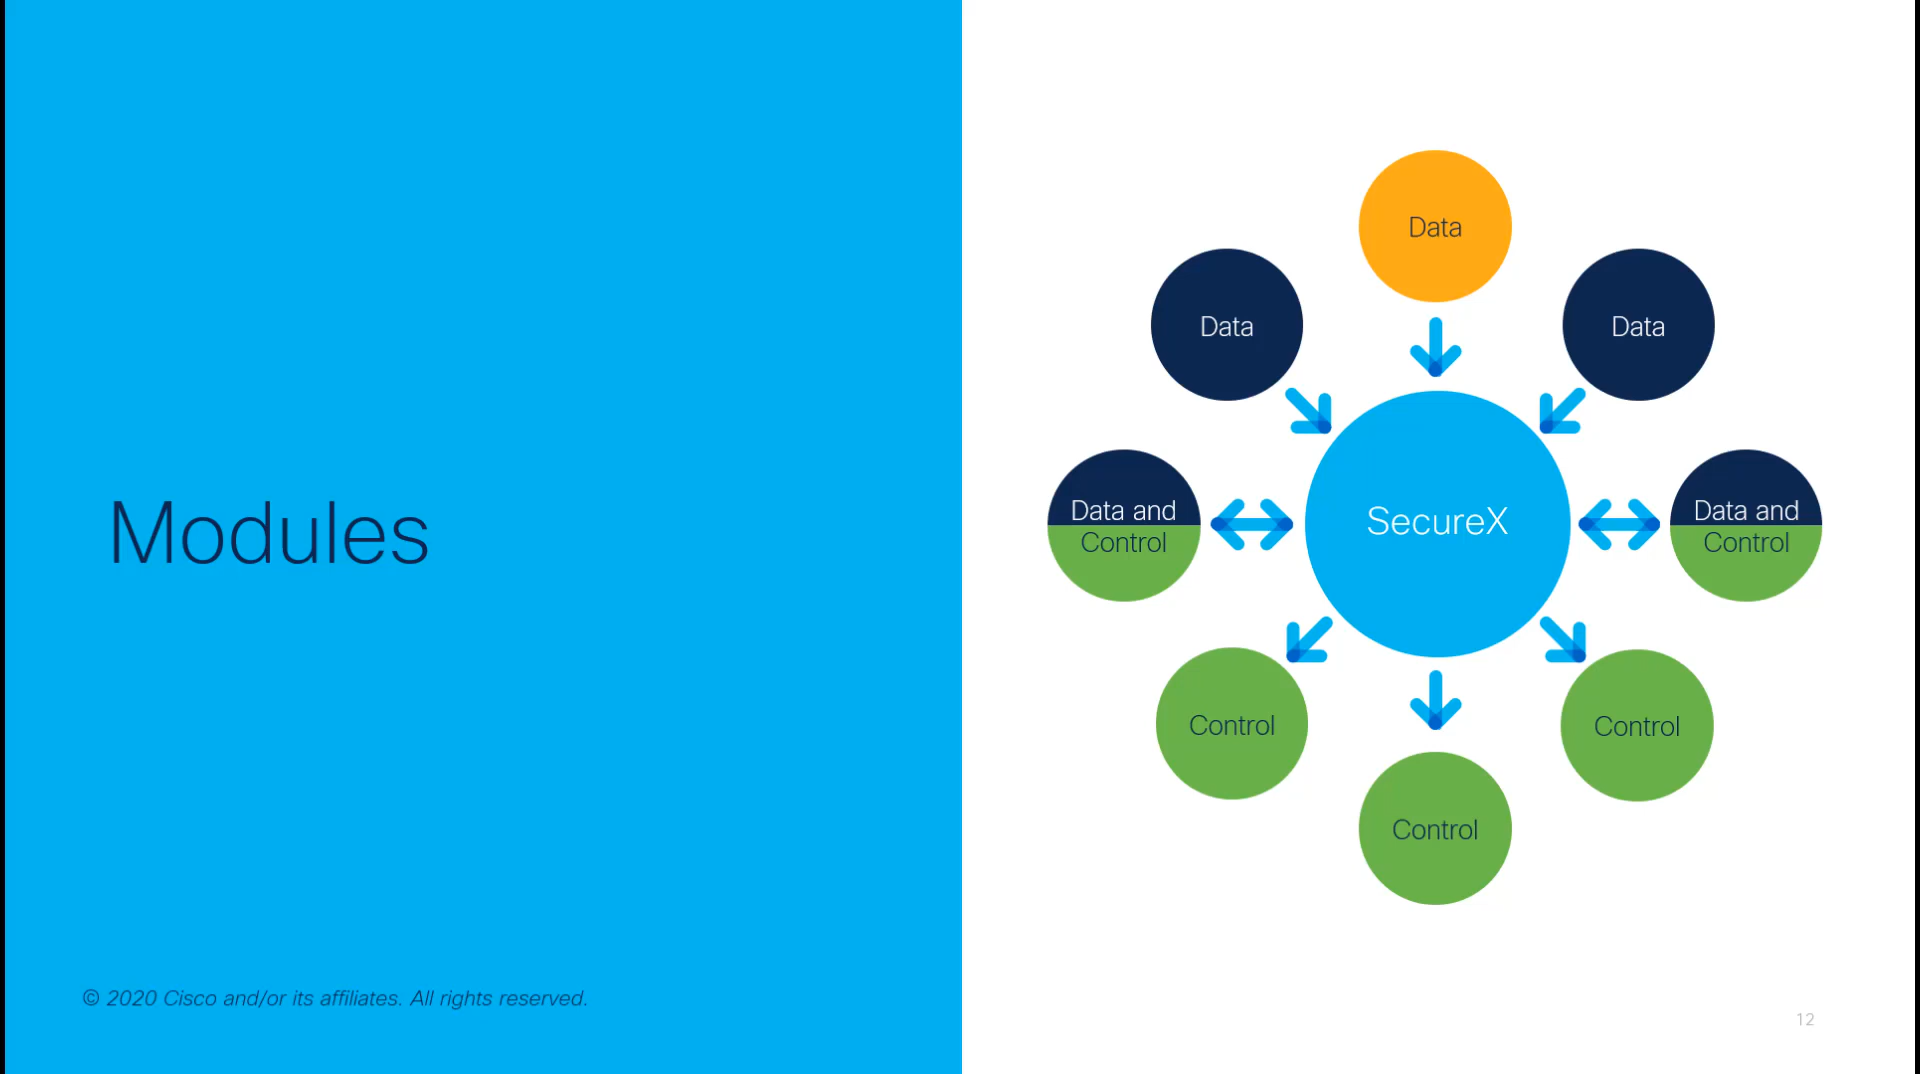 Modules
© 2020 Cisco and/or its affiliates. All rights reserved.
Data
Data
Data
Data and
Control
SecureX
Data and
Control
Control
Control
Control
12